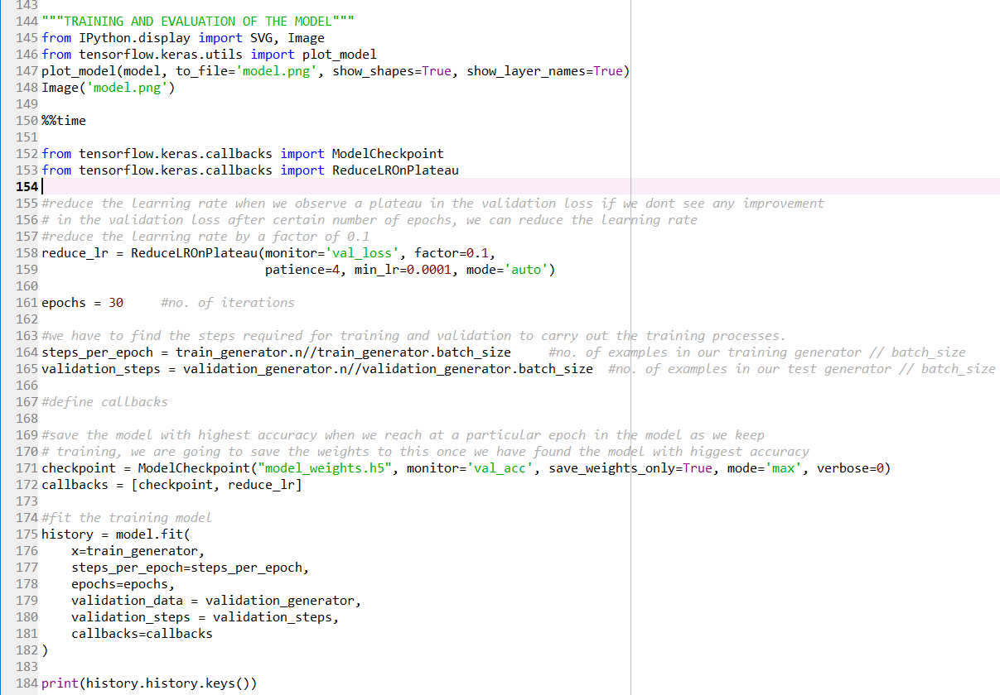 143
144 """TRAINING AND EVALUATION OF THE MODEL"""
145 from IPython.display import SVG, Image
146 from tensorflow.keras.utils import plot_model
147 plot_model(model, to_file='model.png', show_shapes=True, show_layer_names=True)
148 Image('model.png')
149
150 %%time
151
152 from tensorflow.keras.callbacks import ModelCheckpoint
153 from tensorflow.keras.callbacks import ReduceLROnPlateau
154
155 #reduce the learning rate when we observe a plateau in the validation loss if we dont see any improvement
156 # in the validation loss after certain number of epochs, we can reduce the learning rate
157 #reduce the learning rate by a factor of 0.1
158 reduce_lr = ReduceLROnPlateau(monitor='val_loss', factor=0.1,
159                               patience=4, min_lr=0.0001, mode='auto')
160
161 epochs = 30     #no. of iterations
162
163 #we have to find the steps required for training and validation to carry out the training processes.
164 steps_per_epoch = train_generator.n//train_generator.batch_size     #no. of examples in our training generator // batch_size
165 validation_steps = validation_generator.n//validation_generator.batch_size  #no. of examples in our test generator // batch_size
166
167 #define callbacks
168
169 #save the model with highest accuracy when we reach at a particular epoch in the model as we keep
170 # training, we are going to save the weights to this once we have found the model with higgest accuracy
171 checkpoint = ModelCheckpoint("model_weights.h5", monitor='val_acc', save_weights_only=True, mode='max', verbose=0)
172 callbacks = [checkpoint, reduce_lr]
173
174 #fit the training model
175 history = model.fit(
176     x=train_generator,
177     steps_per_epoch=steps_per_epoch,
178     epochs=epochs,
179     validation_data = validation_generator,
180     validation_steps = validation_steps,
181     callbacks=callbacks
182 )
183
184 print(history.history.keys())